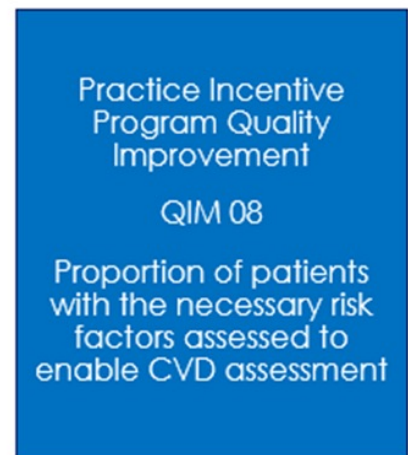 Practice Incentive
Program Quality
Improvement
QIM 08
Proportion of patients
with the necessary risk
factors assessed to
enable CVD assessment